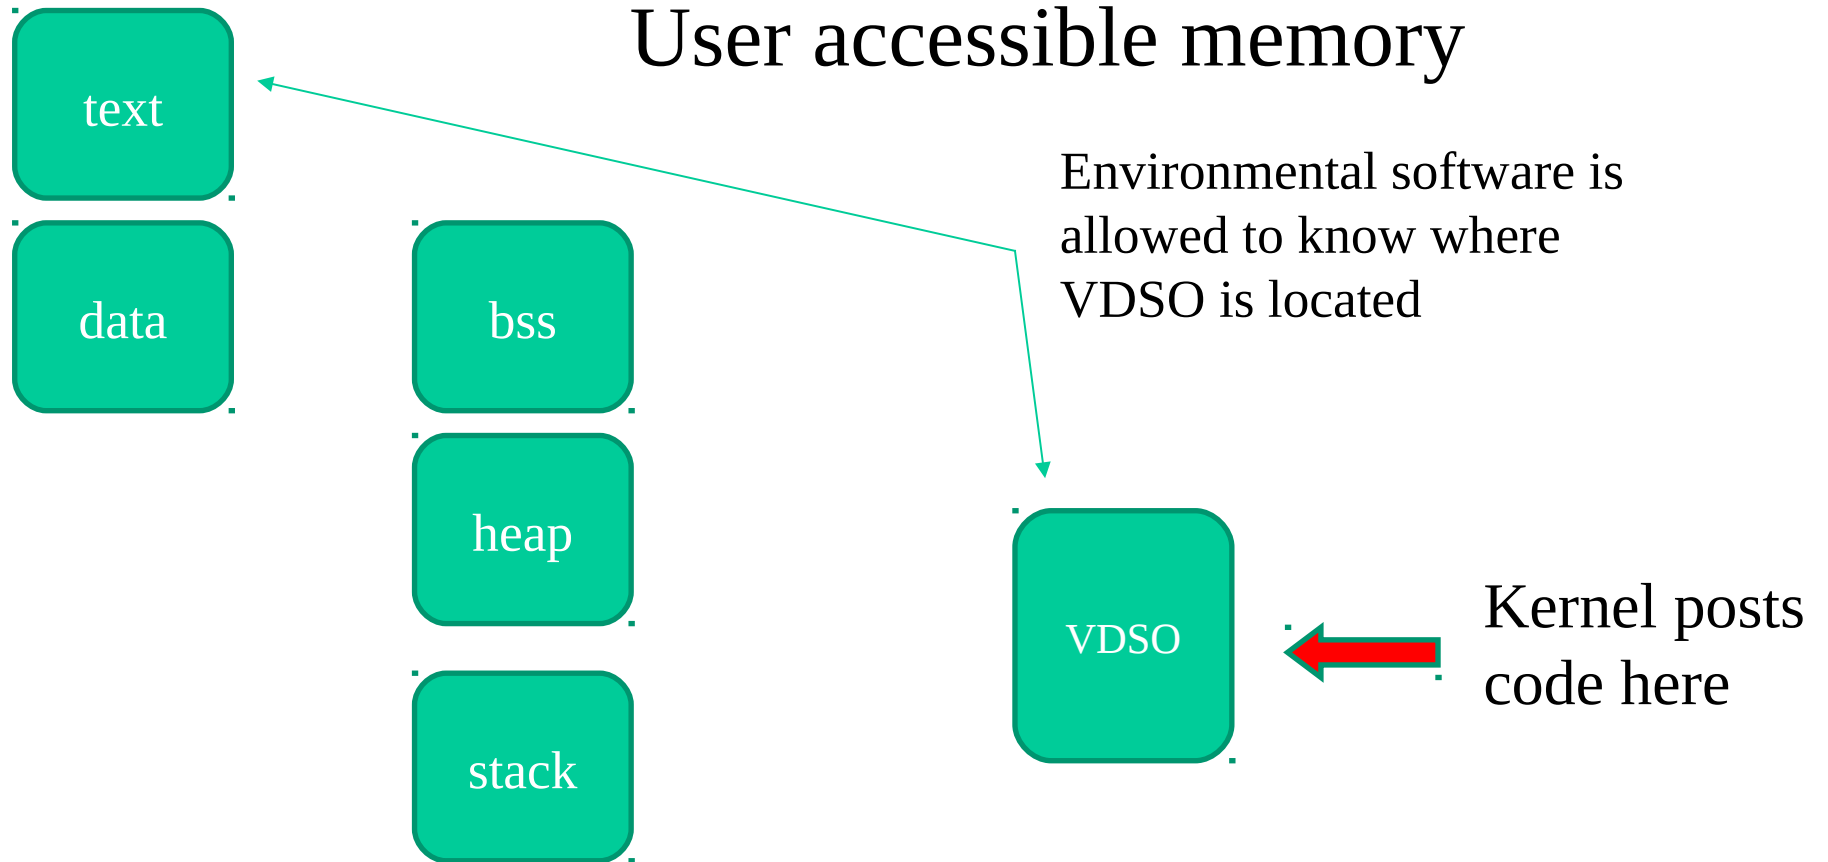 User accessible memory
text
Environmental software is
allowed to know where
VDSO is located
data
bss
heap
VDSO
Kernel posts
code here
stack